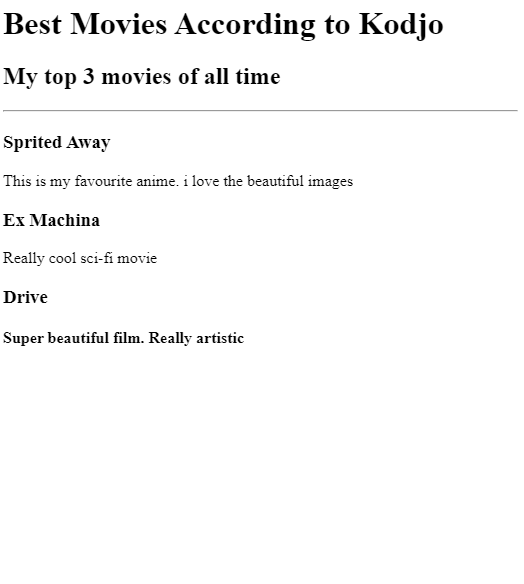 Best Movies According to Kodjo
My top 3 movies of all time
Sprited Away
This is my favourite anime. i love the beautiful images
Ex Machina
Really cool sci-fi movie
Drive
Super beautiful film. Really artistic